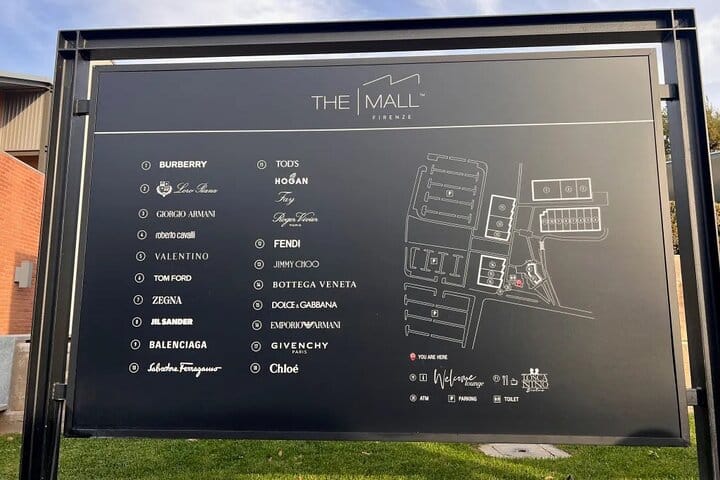 THE MALL™
FIRENZE
1 BURBERRY
2 Loro Piana
3 GIORGIO ARMANI
4 roberto cavalli
5 VALENTINO
6 TOM FORD
7 ZEGNA
8 JIL SANDER
9 BALENCIAGA
10 Salvatore Ferragamo
11 TOD'S
HOGAN
Fay
Roger Vivier
PARIS
12 FENDI
13 JIMMY CHOO
14 BOTTEGA VENETA
15 DOLCE & GABBANA
16 EMPORIO ARMANI
17 GIVENCHY
PARIS
18 Chloé
P
P
P
YOU ARE HERE
Welcome
lounge
TOSCANINO
ATM
P PARKING
TOILET